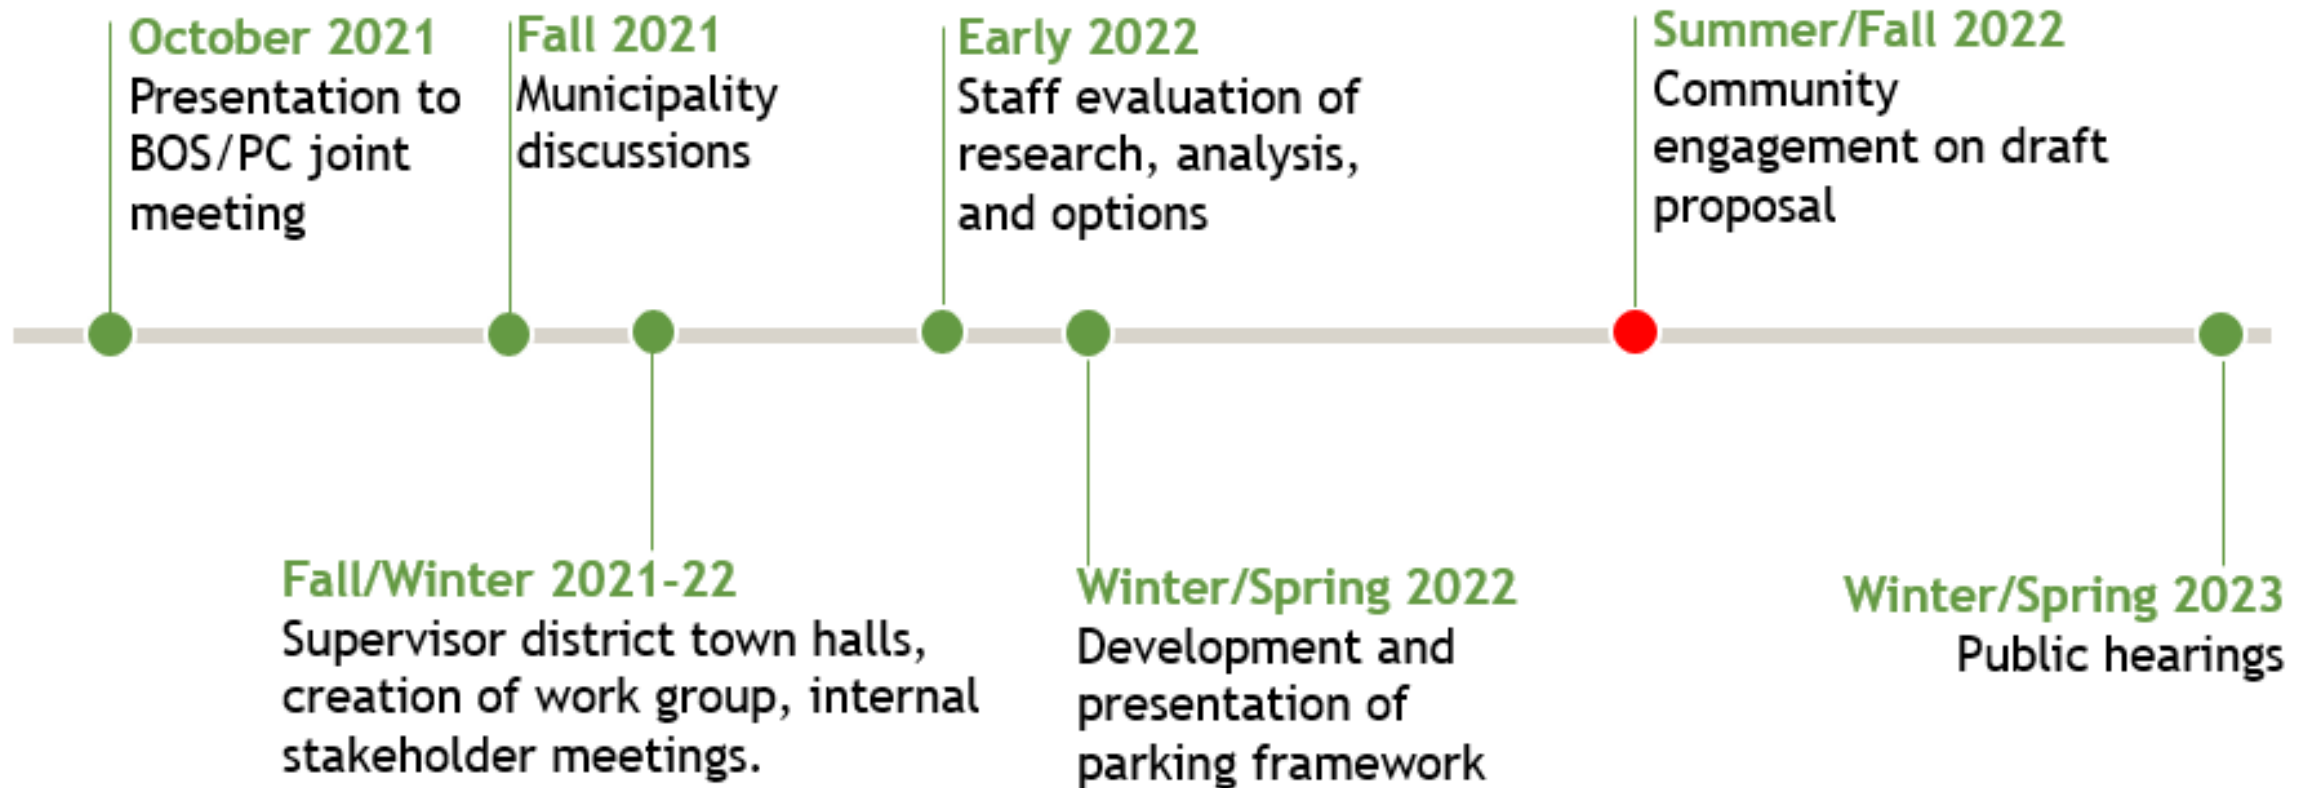 October 2021
Presentation to
BOS/PC joint
meeting
Fall 2021
Municipality
discussions
Fall/Winter 2021-22
Supervisor district town halls,
creation of work group, internal
stakeholder meetings.
Early 2022
Staff evaluation of
research, analysis,
and options
Winter/Spring 2022
Development and
presentation of
parking framework
Summer/Fall 2022
Community
engagement on draft
proposal
Winter/Spring 2023
Public hearings